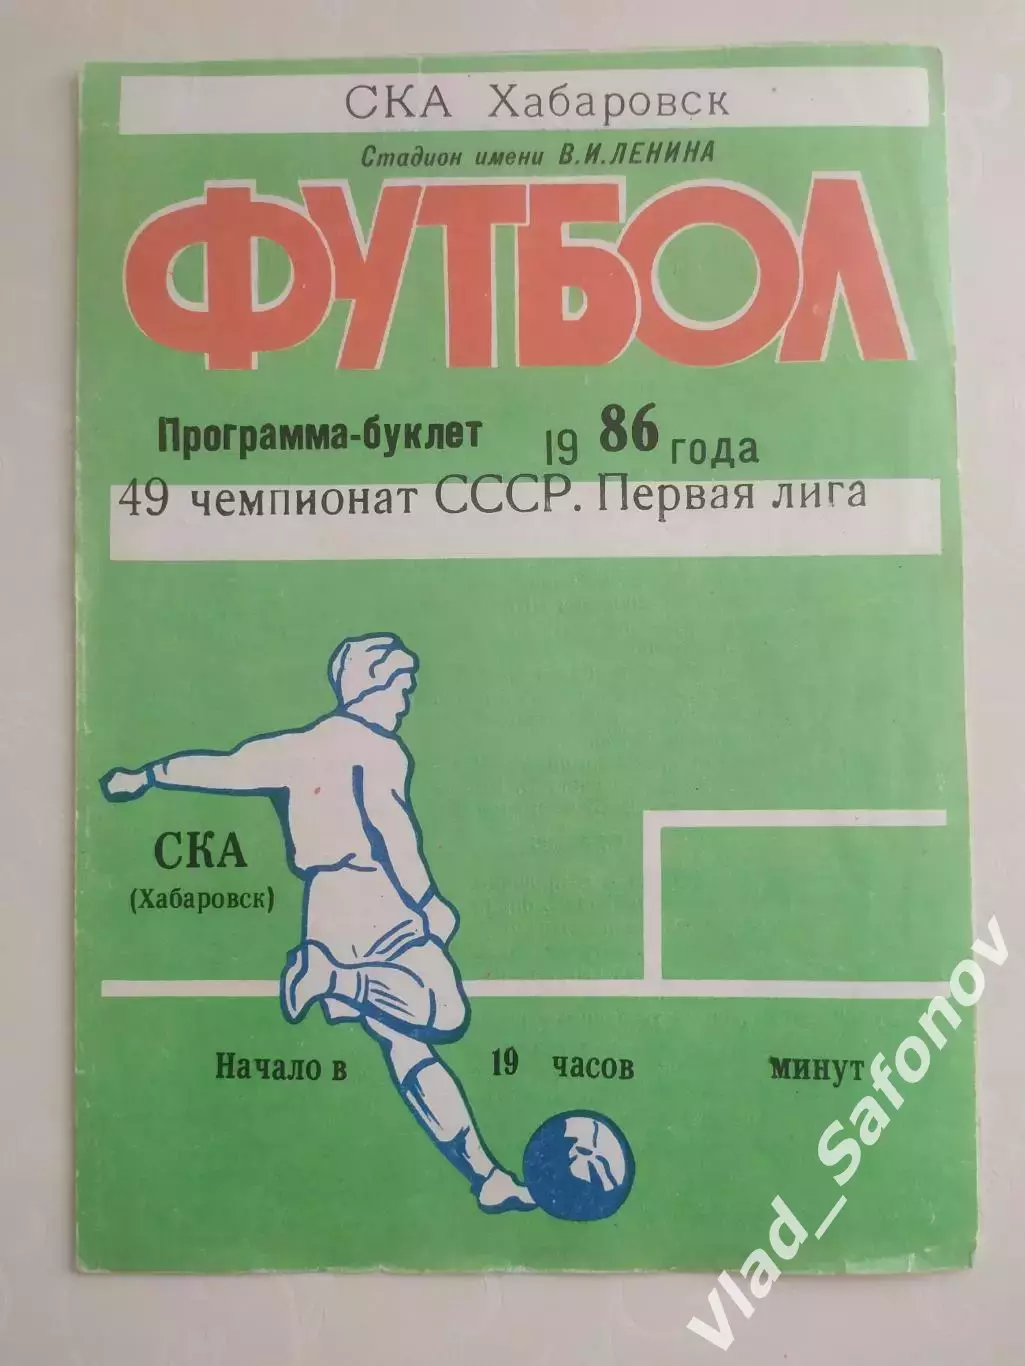 СКА Хабаровск
Стадион имени В.И.ЛЕНИНА
ФУТБОЛ
Программа-буклет 19 86 года
49 чемпионат СССР. Первая лига
СКА
(Хабаровск)
Начало в 19 часов минут
Vlad_Safonov